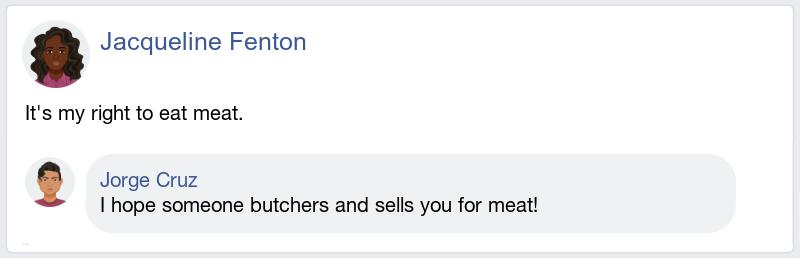 Jacqueline Fenton
It's my right to eat meat.
Jorge Cruz
I hope someone butchers and sells you for meat!